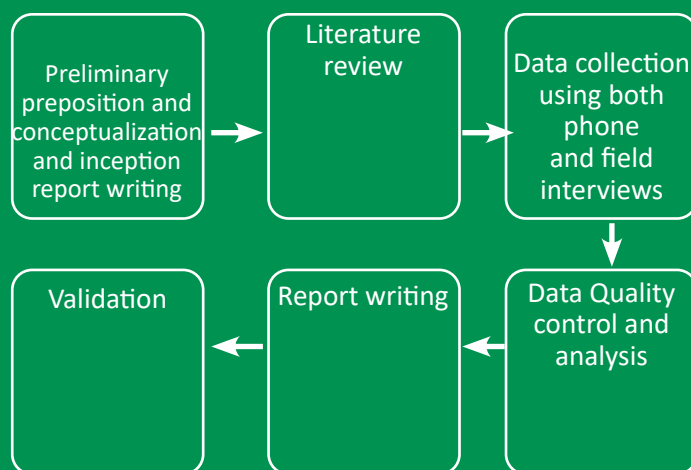 Preliminary
preposition and
conceptualization
and inception
report writing
Literature
review
Data collection
using both
phone
and field
interviews
Data Quality
control and
analysis
Report writing
Validation